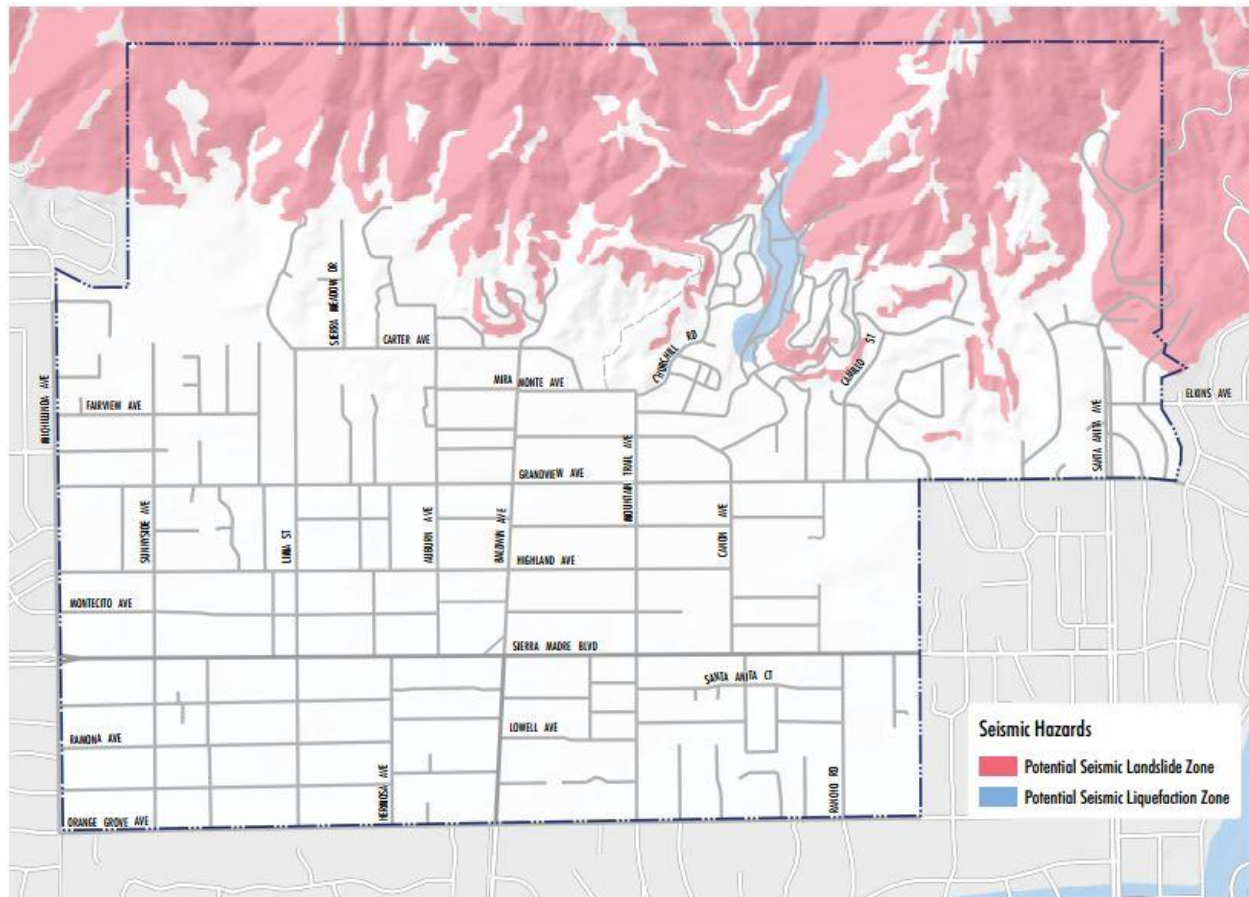 SIERRA MEADOW DR
CARTER AVE
CHURCHILL RD
CAMILLO ST
MIRA MONTE AVE
ELKINS AVE
MICHILINDA AVE
FAIRVIEW AVE
SANTA ANITA AVE
GRANDVIEW AVE
MOUNTAIN TRAIL AVE
SUNNYSIDE AVE
LIMA ST
AUBURN AVE
BALDWIN AVE
CANON AVE
HIGHLAND AVE
MONTECITO AVE
SIERRA MADRE BLVD
SANTA ANITA CT
LOWELL AVE
RAMONA AVE
HERMOSA AVE
RANCHO RD
ORANGE GROVE AVE
Seismic Hazards
Potential Seismic Landslide Zone
Potential Seismic Liquefaction Zone